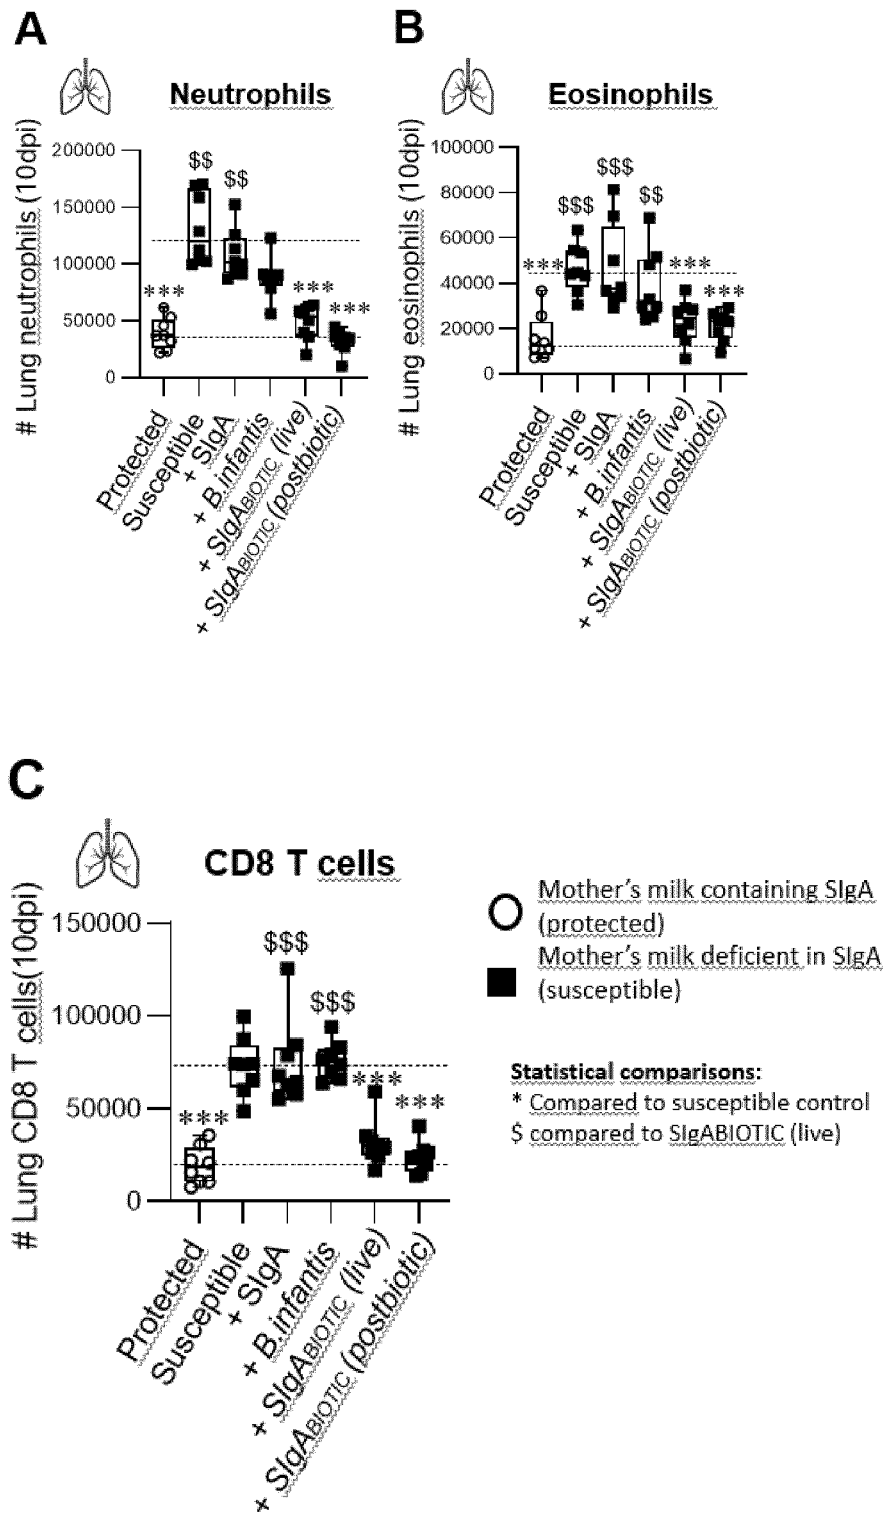 A
Neutrophils
# Lung neutrophils (10dpi)
200000
150000
100000
50000
0
$$
$$
***
***
***
Protected
Susceptible
+ SIgA
+ B.infantis
+ SIgABIOTIC (live)
+ SIgABIOTIC (postbiotic)
B
Eosinophils
# Lung eosinophils (10dpi)
100000
80000
60000
40000
20000
0
$$$
$$$
$$
***
***
***
Protected
Susceptible
+ SIgA
+ B.infantis
+ SIgABIOTIC (live)
+ SIgABIOTIC (postbiotic)
C
CD8 T cells
# Lung CD8 T cells(10dpi)
150000
100000
50000
0
$$$
$$$
***
***
***
Protected
Susceptible
+ SIgA
+ B.infantis
+ SIgABIOTIC (live)
+ SIgABIOTIC (postbiotic)
Mother's milk containing SIgA
(protected)
Mother's milk deficient in SIgA
(susceptible)
Statistical comparisons:
* Compared to susceptible control
$ compared to SIgABIOTIC (live)